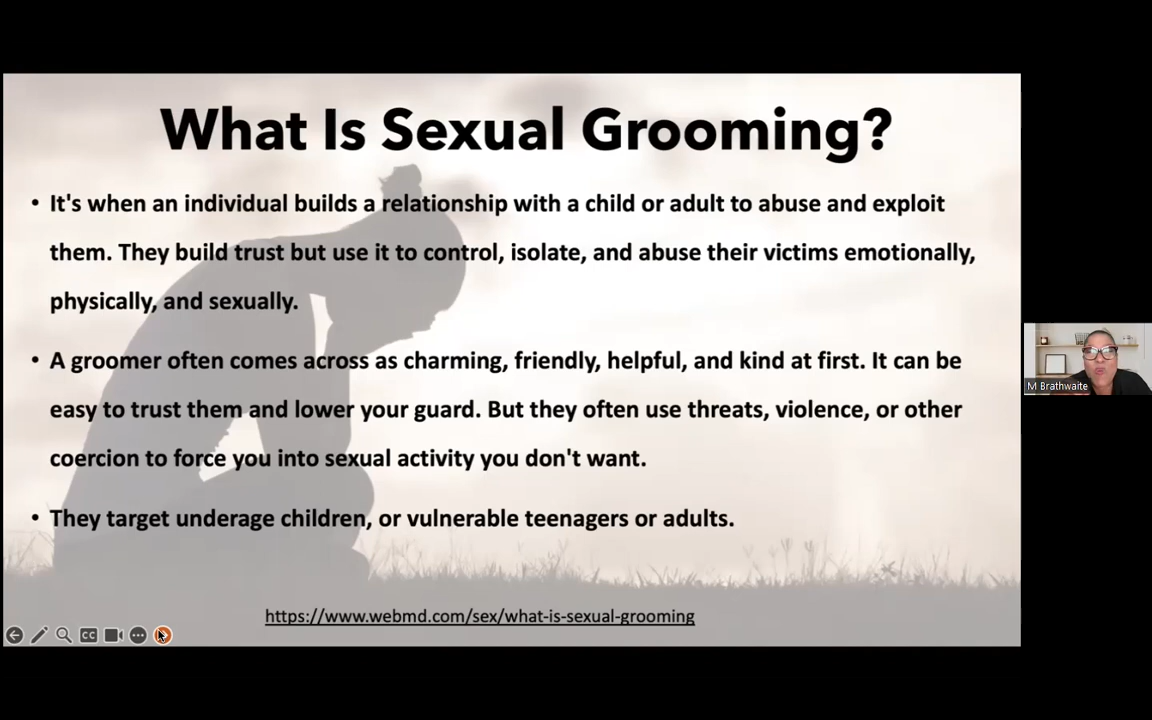 What Is Sexual Grooming?
• It's when an individual builds a relationship with a child or adult to abuse and exploit
them. They build trust but use it to control, isolate, and abuse their victims emotionally,
physically, and sexually.
• A groomer often comes across as charming, friendly, helpful, and kind at first. It can be
easy to trust them and lower your guard. But they often use threats, violence, or other
coercion to force you into sexual activity you don't want.
• They target underage children, or vulnerable teenagers or adults.
https://www.webmd.com/sex/what-is-sexual-grooming
CC
M Brathwaite